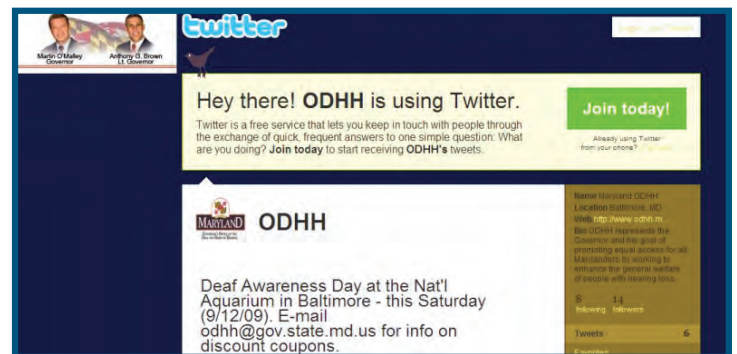 Martin O'Malley
Governor
Anthony G. Brown
Lt. Governor
twitter
Hey there! ODHH is using Twitter.
Twitter is a free service that lets you keep in touch with people through
the exchange of quick, frequent answers to one simple question: What
are you doing? Join today to start receiving ODHH's tweets.
Join today!
Already using Twitter
from your phone?
MARYLAND
ODHH
Deaf Awareness Day at the Nat'l
Aquarium in Baltimore - this Saturday
(9/12/09). E-mail
odhh@gov.state.md.us for info on
discount coupons.
Name Maryland ODHH
Location Baltimore, MD
Web http://www.odhh.m...
Bio ODHH represents the
Governor and his goal of
promoting equal access for all
Marylanders by working to
enhance the general welfare
of people with hearing loss.
8 14
following followers
Tweets 6
Favorites